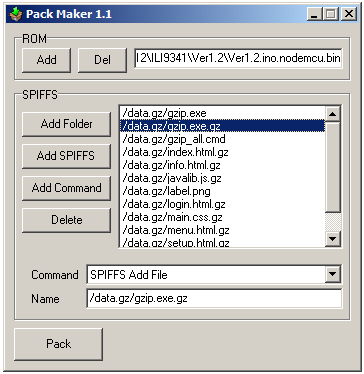 Pack Maker 1.1
ROM
Add
Del
I2\ILI9341\Ver1.2\Ver1.2.ino.nodemcu.bin
SPIFFS
Add Folder
Add SPIFFS
Add Command
Delete
/data.gz/gzip.exe
/data.gz/gzip.exe.gz
/data.gz/gzip_all.cmd
/data.gz/index.html.gz
/data.gz/info.html.gz
/data.gz/javalib.js.gz
/data.gz/label.png
/data.gz/login.html.gz
/data.gz/main.css.gz
/data.gz/menu.html.gz
/data.gz/setup.html.gz
Command
SPIFFS Add File
Name
/data.gz/gzip.exe.gz
Pack